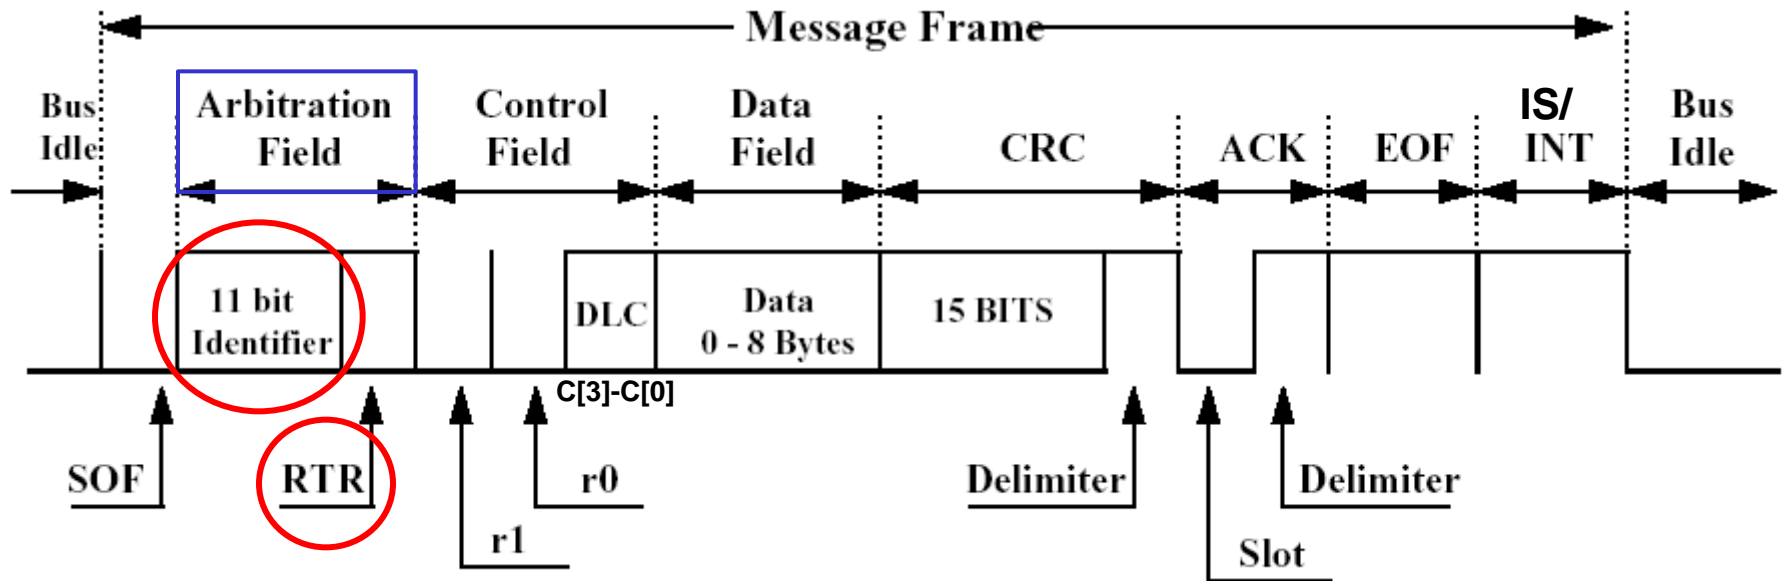 Message Frame
Bus
Idle
Arbitration
Field
Control
Field
Data
Field
CRC
ACK
EOF
IS/
INT
Bus
Idle
11 bit
Identifier
DLC
Data
0 - 8 Bytes
15 BITS
C[3]-C[0]
SOF
RTR
r0
r1
Delimiter
Delimiter
Slot